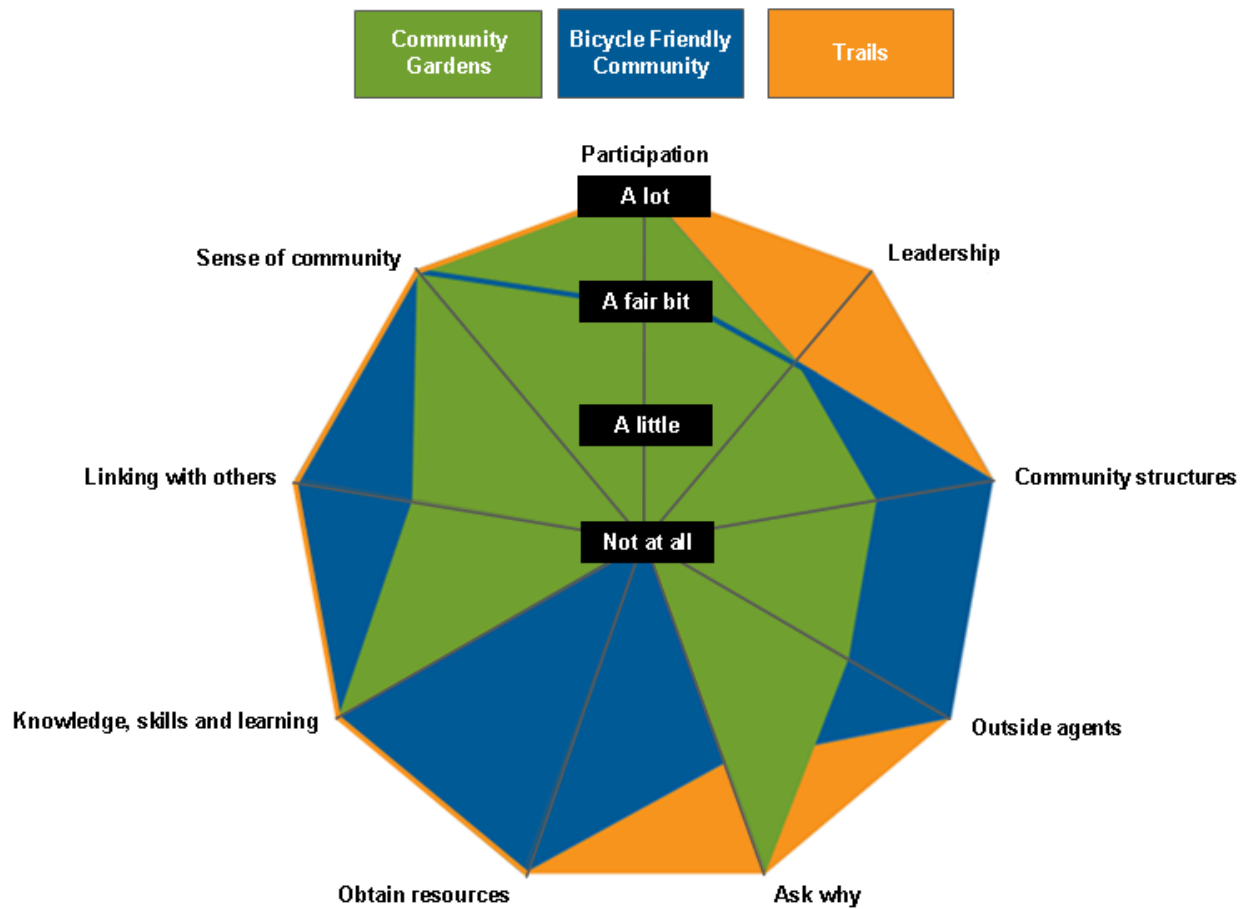 Community
Gardens
Bicycle Friendly
Community
Trails
Participation
A lot
Sense of community
Leadership
A fair bit
A little
Linking with others
Community structures
Not at all
Knowledge, skills and learning
Outside agents
Obtain resources
Ask why